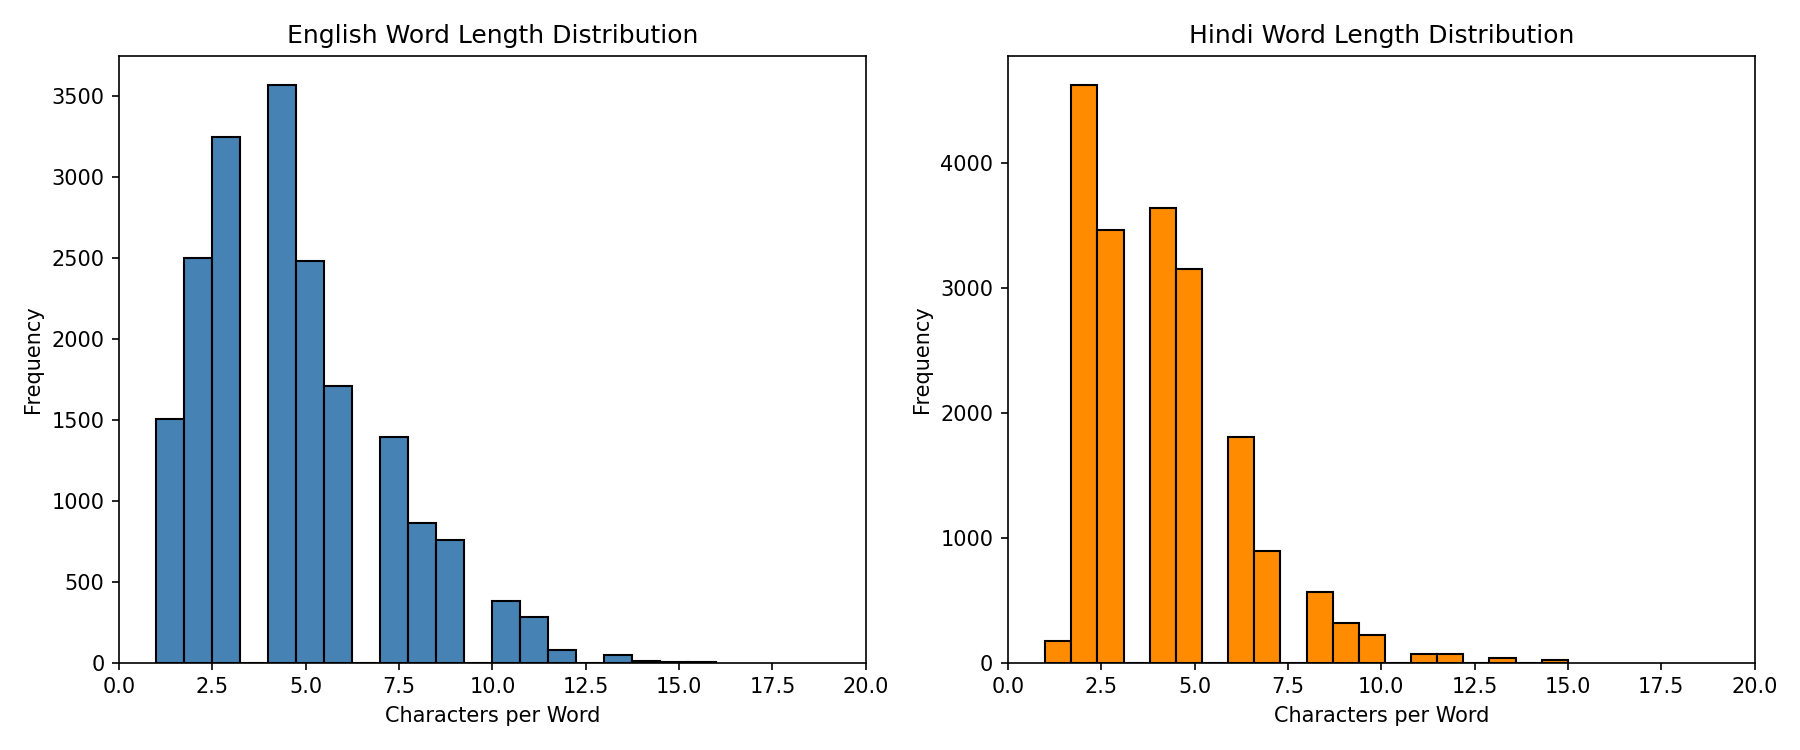 English Word Length Distribution
Frequency
3500
3000
2500
2000
1500
1000
500
0
0.0 2.5 5.0 7.5 10.0 12.5 15.0 17.5 20.0
Characters per Word
Hindi Word Length Distribution
Frequency
4000
3000
2000
1000
0
0.0 2.5 5.0 7.5 10.0 12.5 15.0 17.5 20.0
Characters per Word